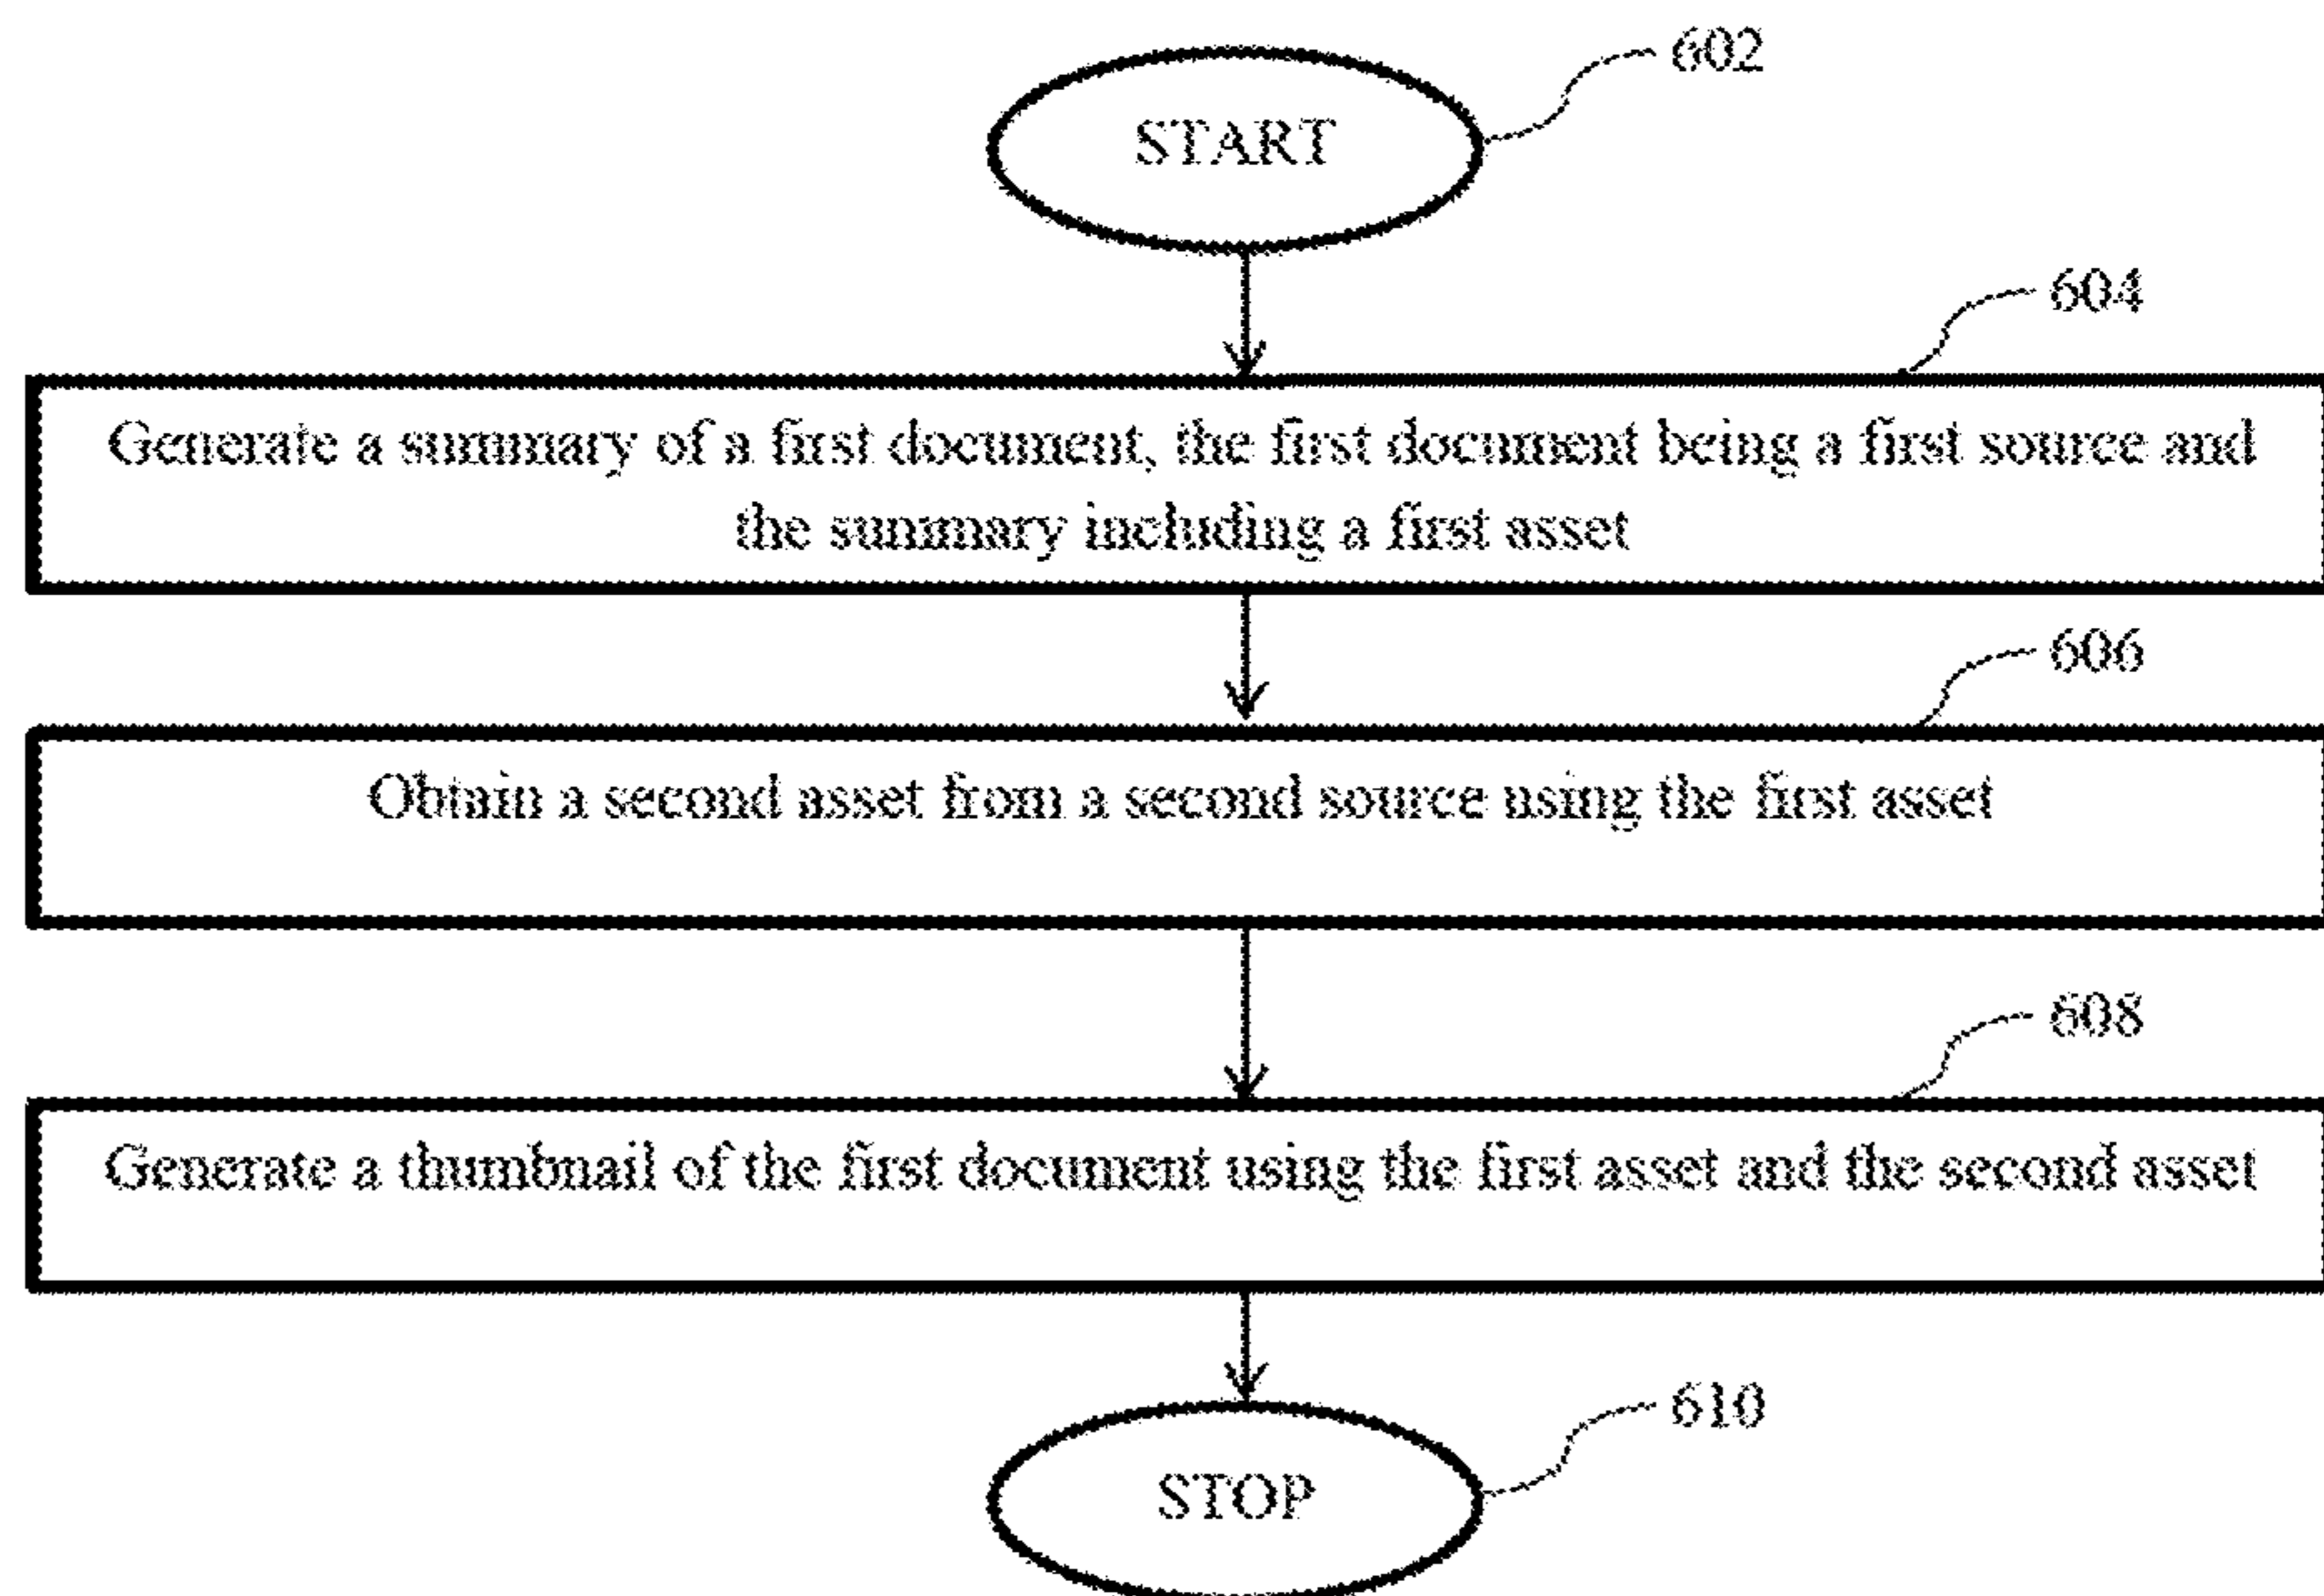 602
START
604
Generate a summary of a first document, the first document being a first source and
the summary including a first asset
606
Obtain a second asset from a second source using the first asset
608
Generate a thumbnail of the first document using the first asset and the second asset
610
STOP